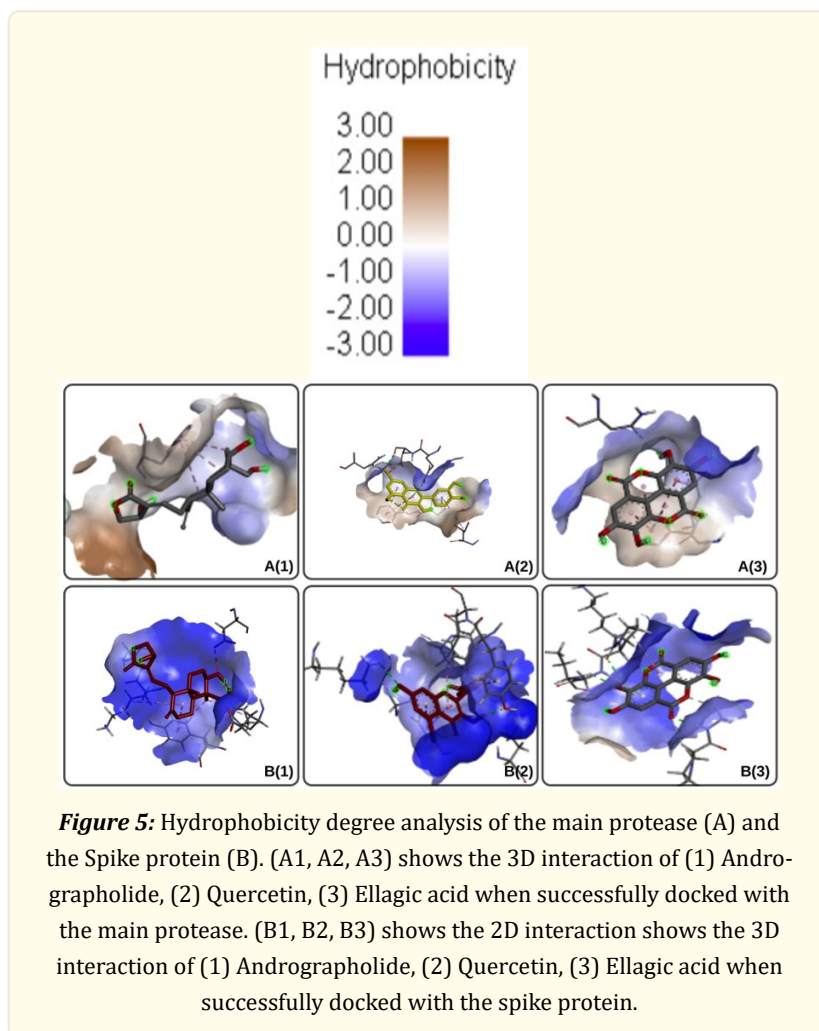 Hydrophobicity
3.00
2.00
1.00
0.00
-1.00
-2.00
-3.00
A(1)
A(2)
A(3)
B(1)
B(2)
B(3)
Figure 5: Hydrophobicity degree analysis of the main protease (A) and
the Spike protein (B). (A1, A2, A3) shows the 3D interaction of (1) Andro-
grapholide, (2) Quercetin, (3) Ellagic acid when successfully docked with
the main protease. (B1, B2, B3) shows the 2D interaction shows the 3D
interaction of (1) Andrographolide, (2) Quercetin, (3) Ellagic acid when
successfully docked with the spike protein.